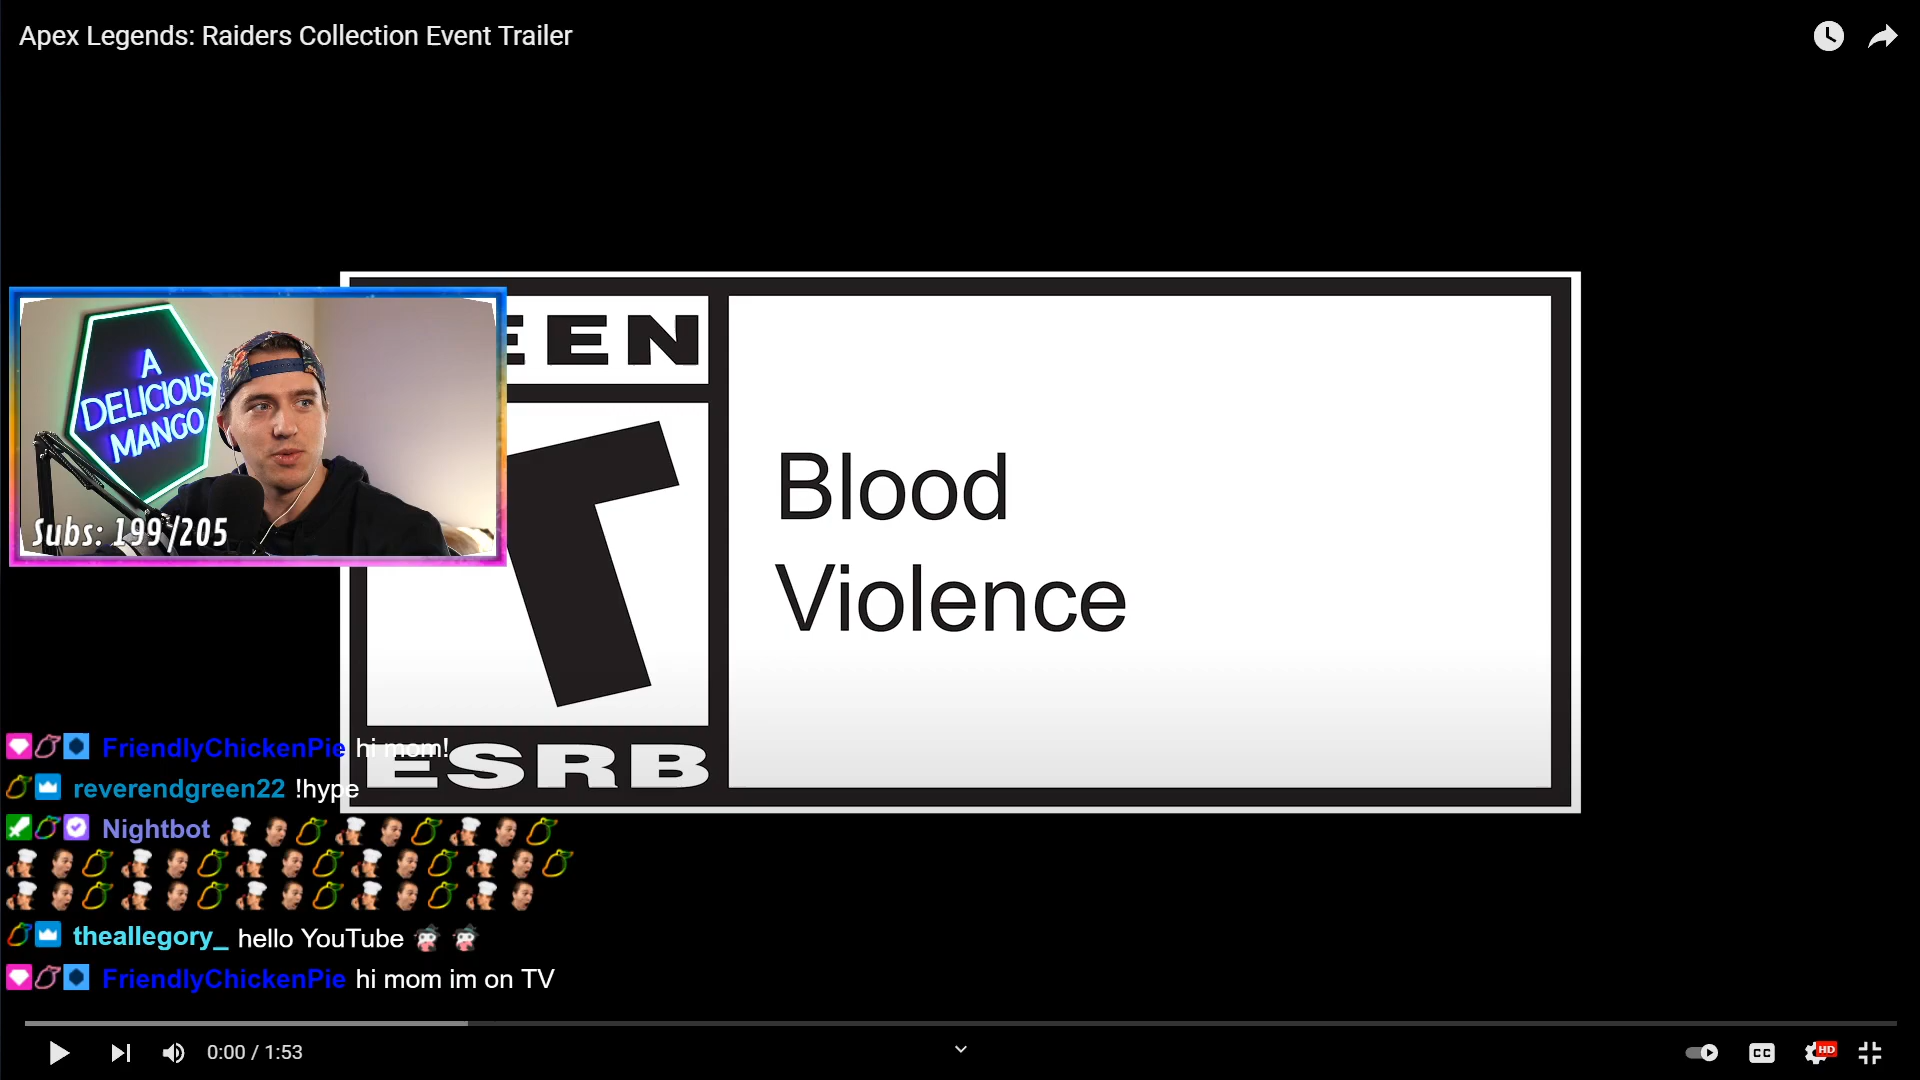 Apex Legends: Raiders Collection Event Trailer
EEN
A
DELICIOUS
MANGO
Subs: 199/205
T
Blood
Violence
ESRB
FriendlyChickenPie hi mom!
reverendgreen22 !hype
Nightbot
theallegory_ hello YouTube
FriendlyChickenPie hi mom im on TV
0:00 / 1:53
CC
HD